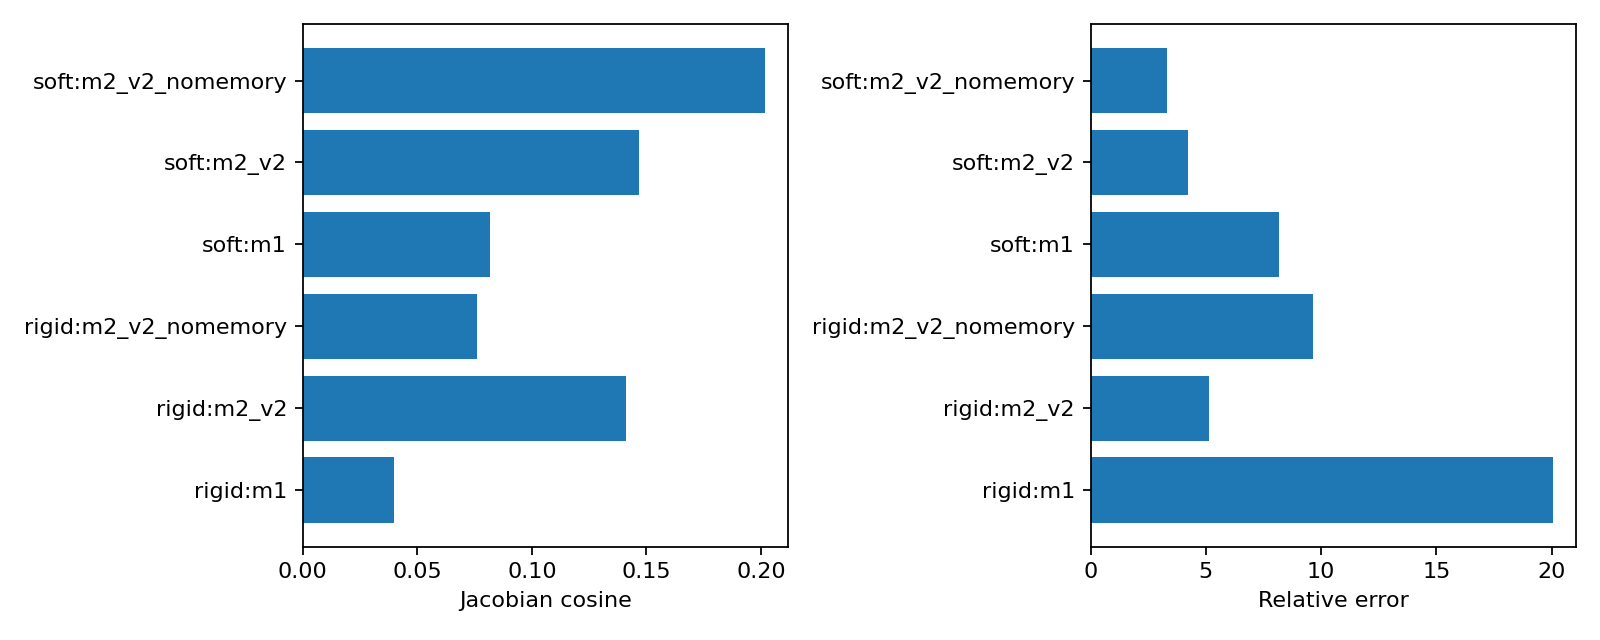 soft:m2_v2_nomemory
soft:m2_v2
soft:m1
rigid:m2_v2_nomemory
rigid:m2_v2
rigid:m1
0.00 0.05 0.10 0.15 0.20
Jacobian cosine
soft:m2_v2_nomemory
soft:m2_v2
soft:m1
rigid:m2_v2_nomemory
rigid:m2_v2
rigid:m1
0 5 10 15 20
Relative error